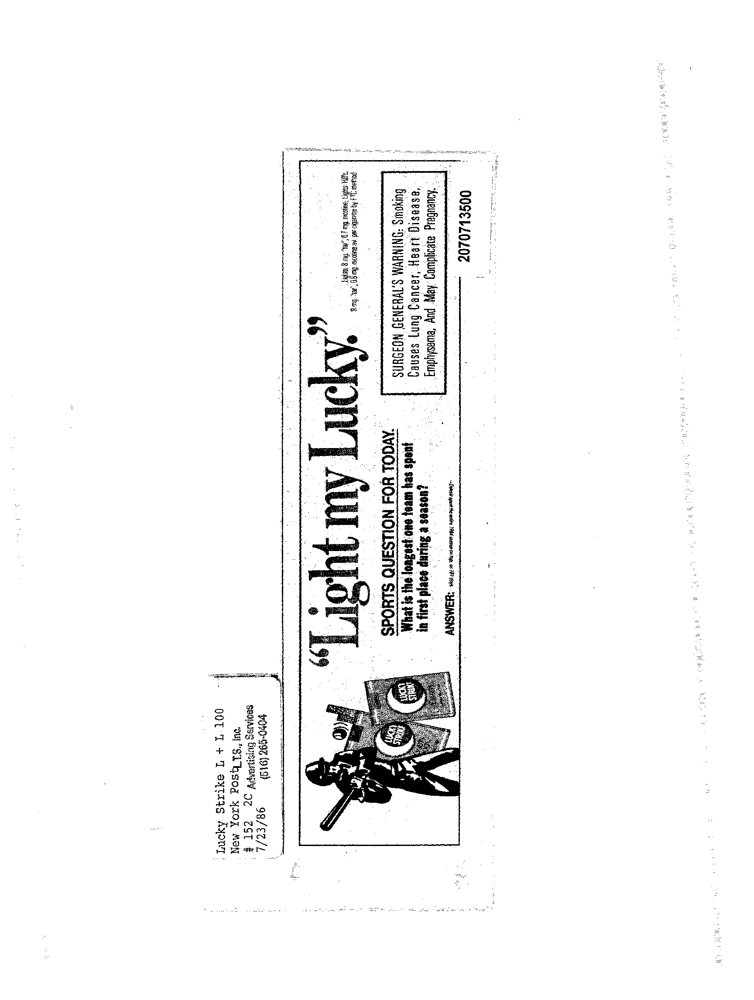 Lucky Strike L + L 100
New York Post T.S., Inc.
# 152 2C Advertising Services
7/23/86 (516) 265-0404
"Light my Lucky."
Lights: 8 mg. "tar", 0.7 mg. nicotine; Lights 100's,
9 mg. "tar", 0.8 mg. nicotine av. per cigarette by FTC method
SPORTS QUESTION FOR TODAY.
What is the longest one team has spent
in first place during a season?
ANSWER:
SURGEON GENERAL'S WARNING: Smoking
Causes Lung Cancer, Heart Disease,
Emphysema, And May Complicate Pregnancy.
LUCKY
STRIKE
LUCKY
STRIKE
2070713500